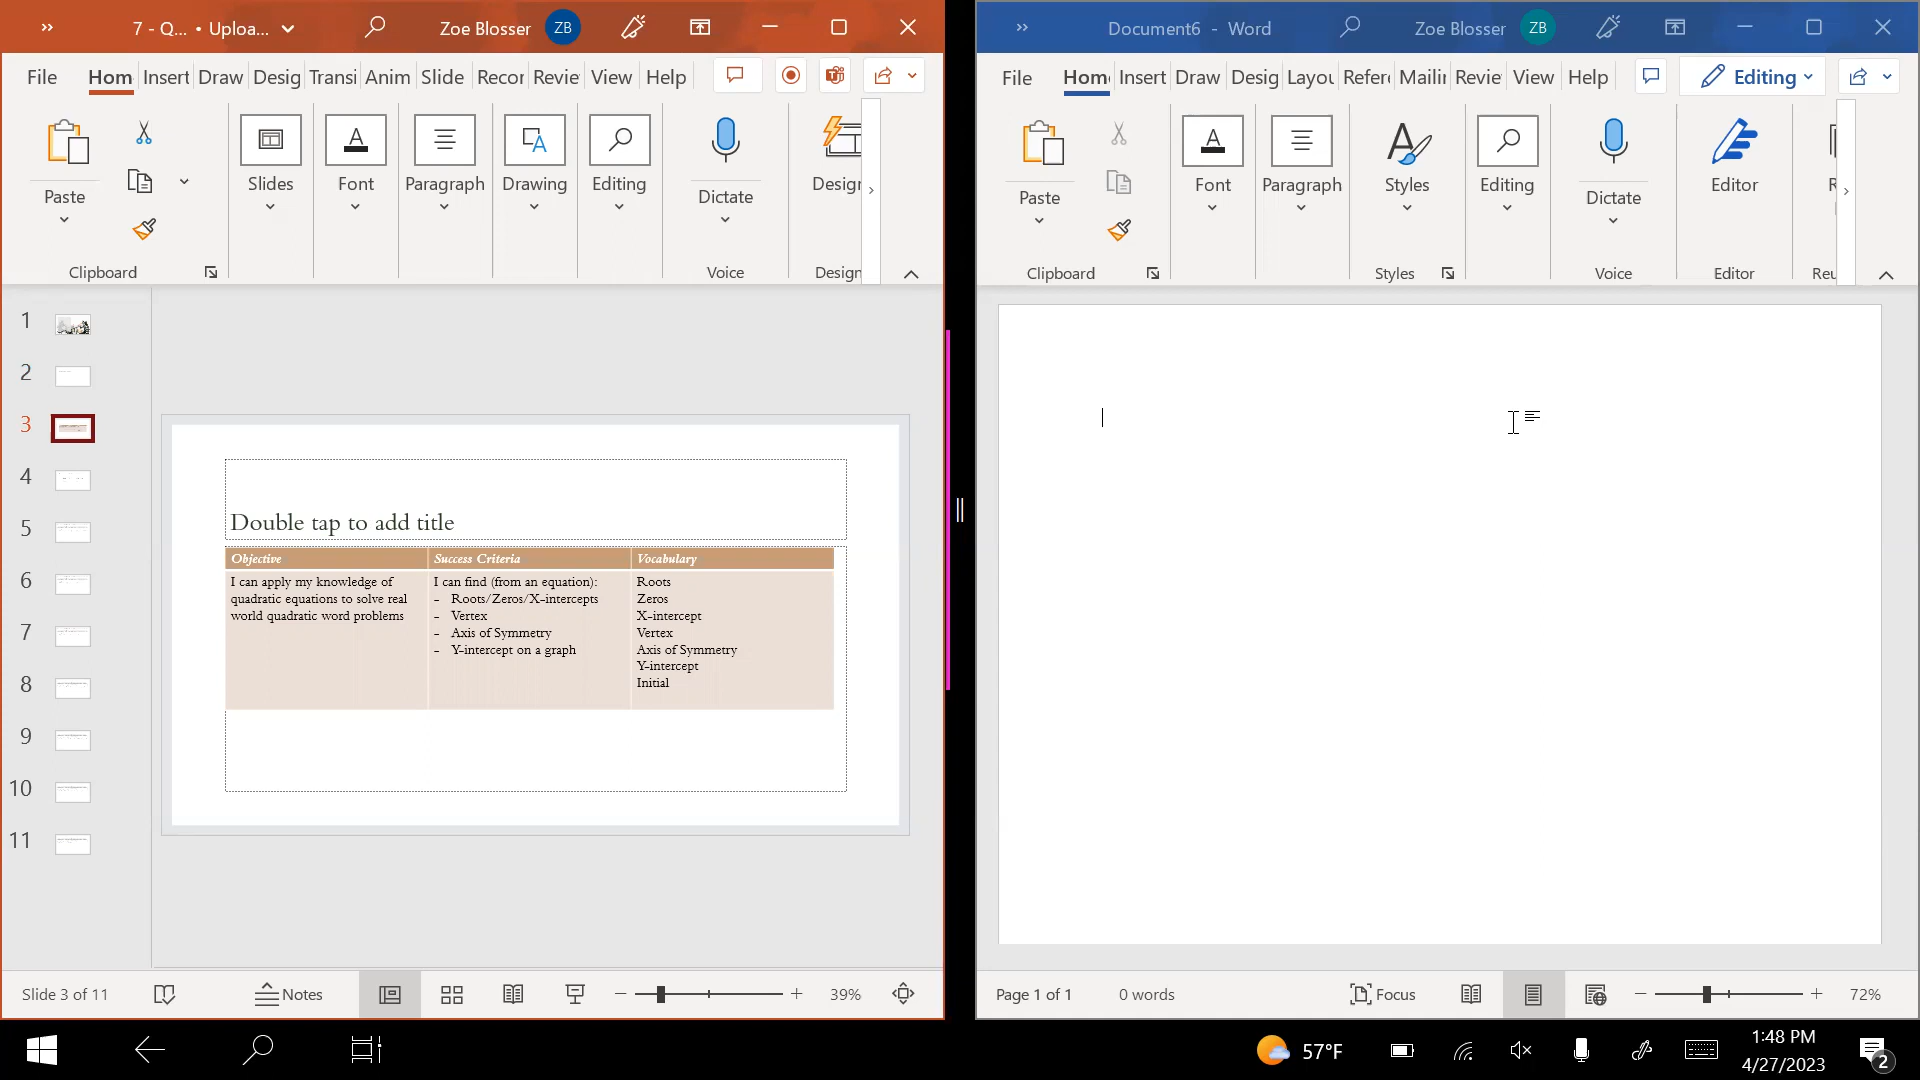 7 - Q... • Uploa...
Zoe Blosser
ZB
File
Hom
Insert
Draw
Desig
Transi
Anim
Slide
Recor
Revie
View
Help
Paste
Slides
Font
Paragraph
Drawing
Editing
Dictate
Design
Clipboard
Voice
Design
1
2
3
4
5
6
7
8
9
10
11
Double tap to add title
Objective
Success Criteria
Vocabulary
I can apply my knowledge of
quadratic equations to solve real
world quadratic word problems
I can find (from an equation):
- Roots/Zeros/X-intercepts
- Vertex
- Axis of Symmetry
- Y-intercept on a graph
Roots
Zeros
X-intercept
Vertex
Axis of Symmetry
Y-intercept
Initial
Slide 3 of 11
Notes
39%
Document6 - Word
Zoe Blosser
ZB
File
Hom
Insert
Draw
Desig
Layou
Refer
Mailin
Revie
View
Help
Editing
Paste
Font
Paragraph
Styles
Editing
Dictate
Editor
R
Clipboard
Styles
Voice
Editor
Reu
Page 1 of 1
0 words
Focus
72%
57°F
1:48 PM
4/27/2023
2